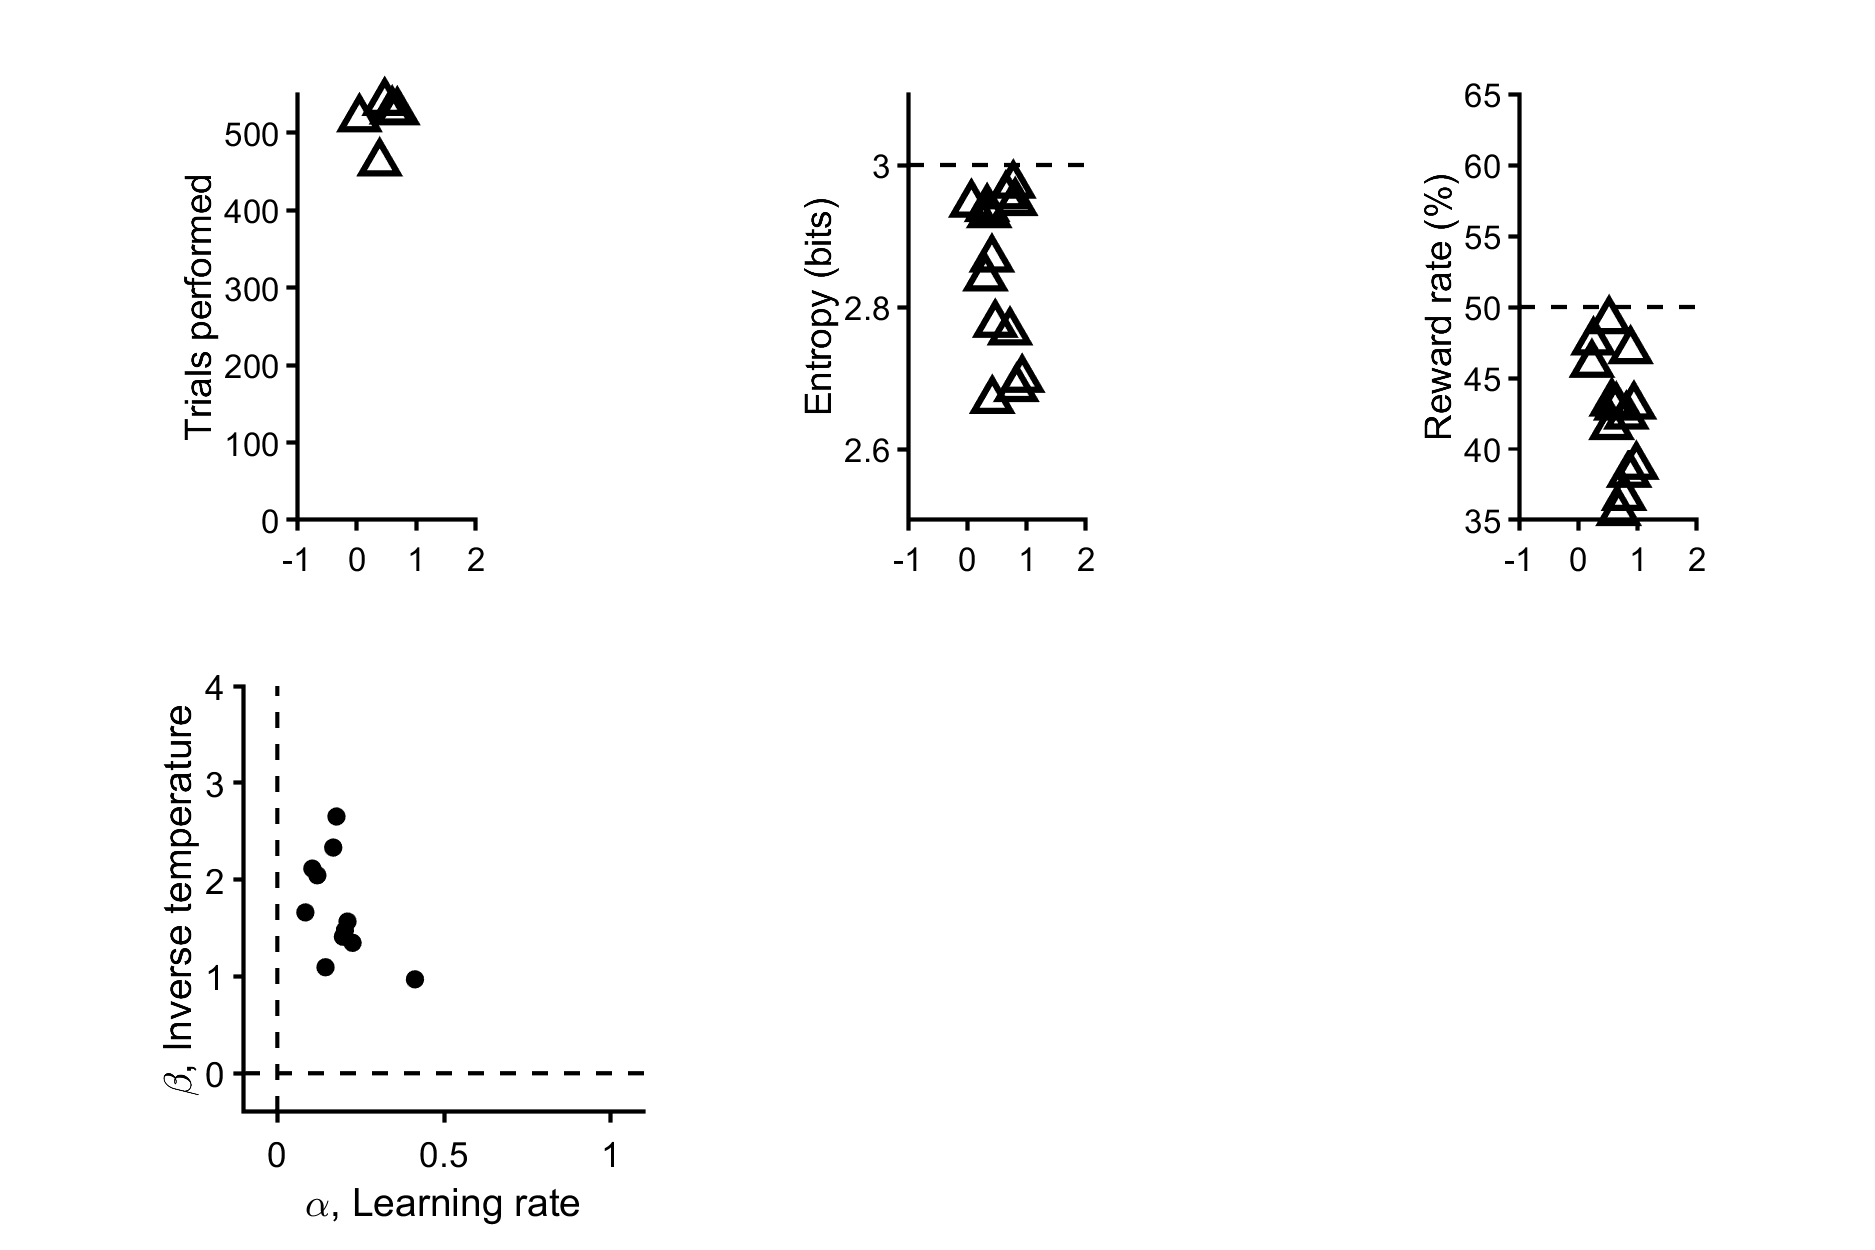 Trials performed
500
400
300
200
100
0
-1 0 1 2
Entropy (bits)
3
2.8
2.6
-1 0 1 2
Reward rate (%)
65
60
55
50
45
40
35
-1 0 1 2
β, Inverse temperature
4
3
2
1
0
0 0.5 1
α, Learning rate